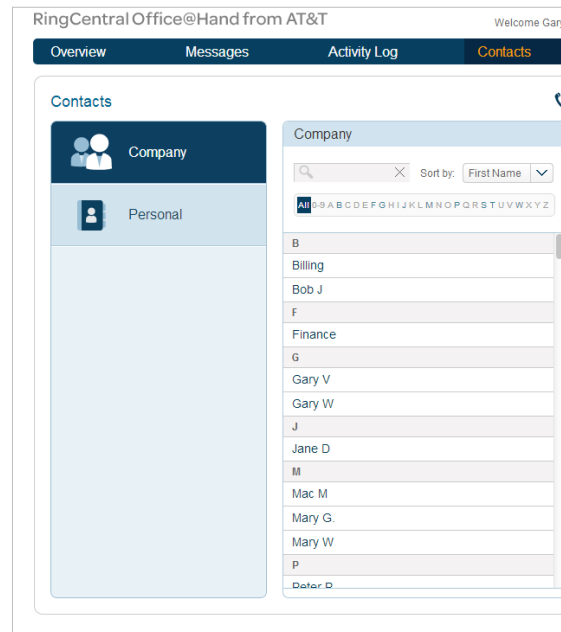 RingCentral Office@Hand from AT&T
Welcome Gary
Overview Messages Activity Log Contacts
Contacts
Company
Personal
Company
Sort by: First Name
All 0-9 A B C D E F G H I J K L M N O P Q R S T U V W X Y Z
B
Billing
Bob J
F
Finance
G
Gary V
Gary W
J
Jane D
M
Mac M
Mary G.
Mary W
P
Peter P